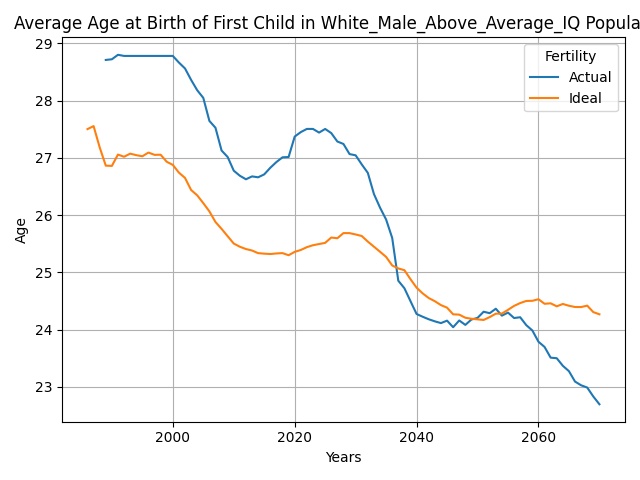 Average Age at Birth of First Child in White_Male_Above_Average_IQ Popula
29
28
27
26
25
24
23
Age
2000
2020
2040
2060
Years
Fertility
Actual
Ideal